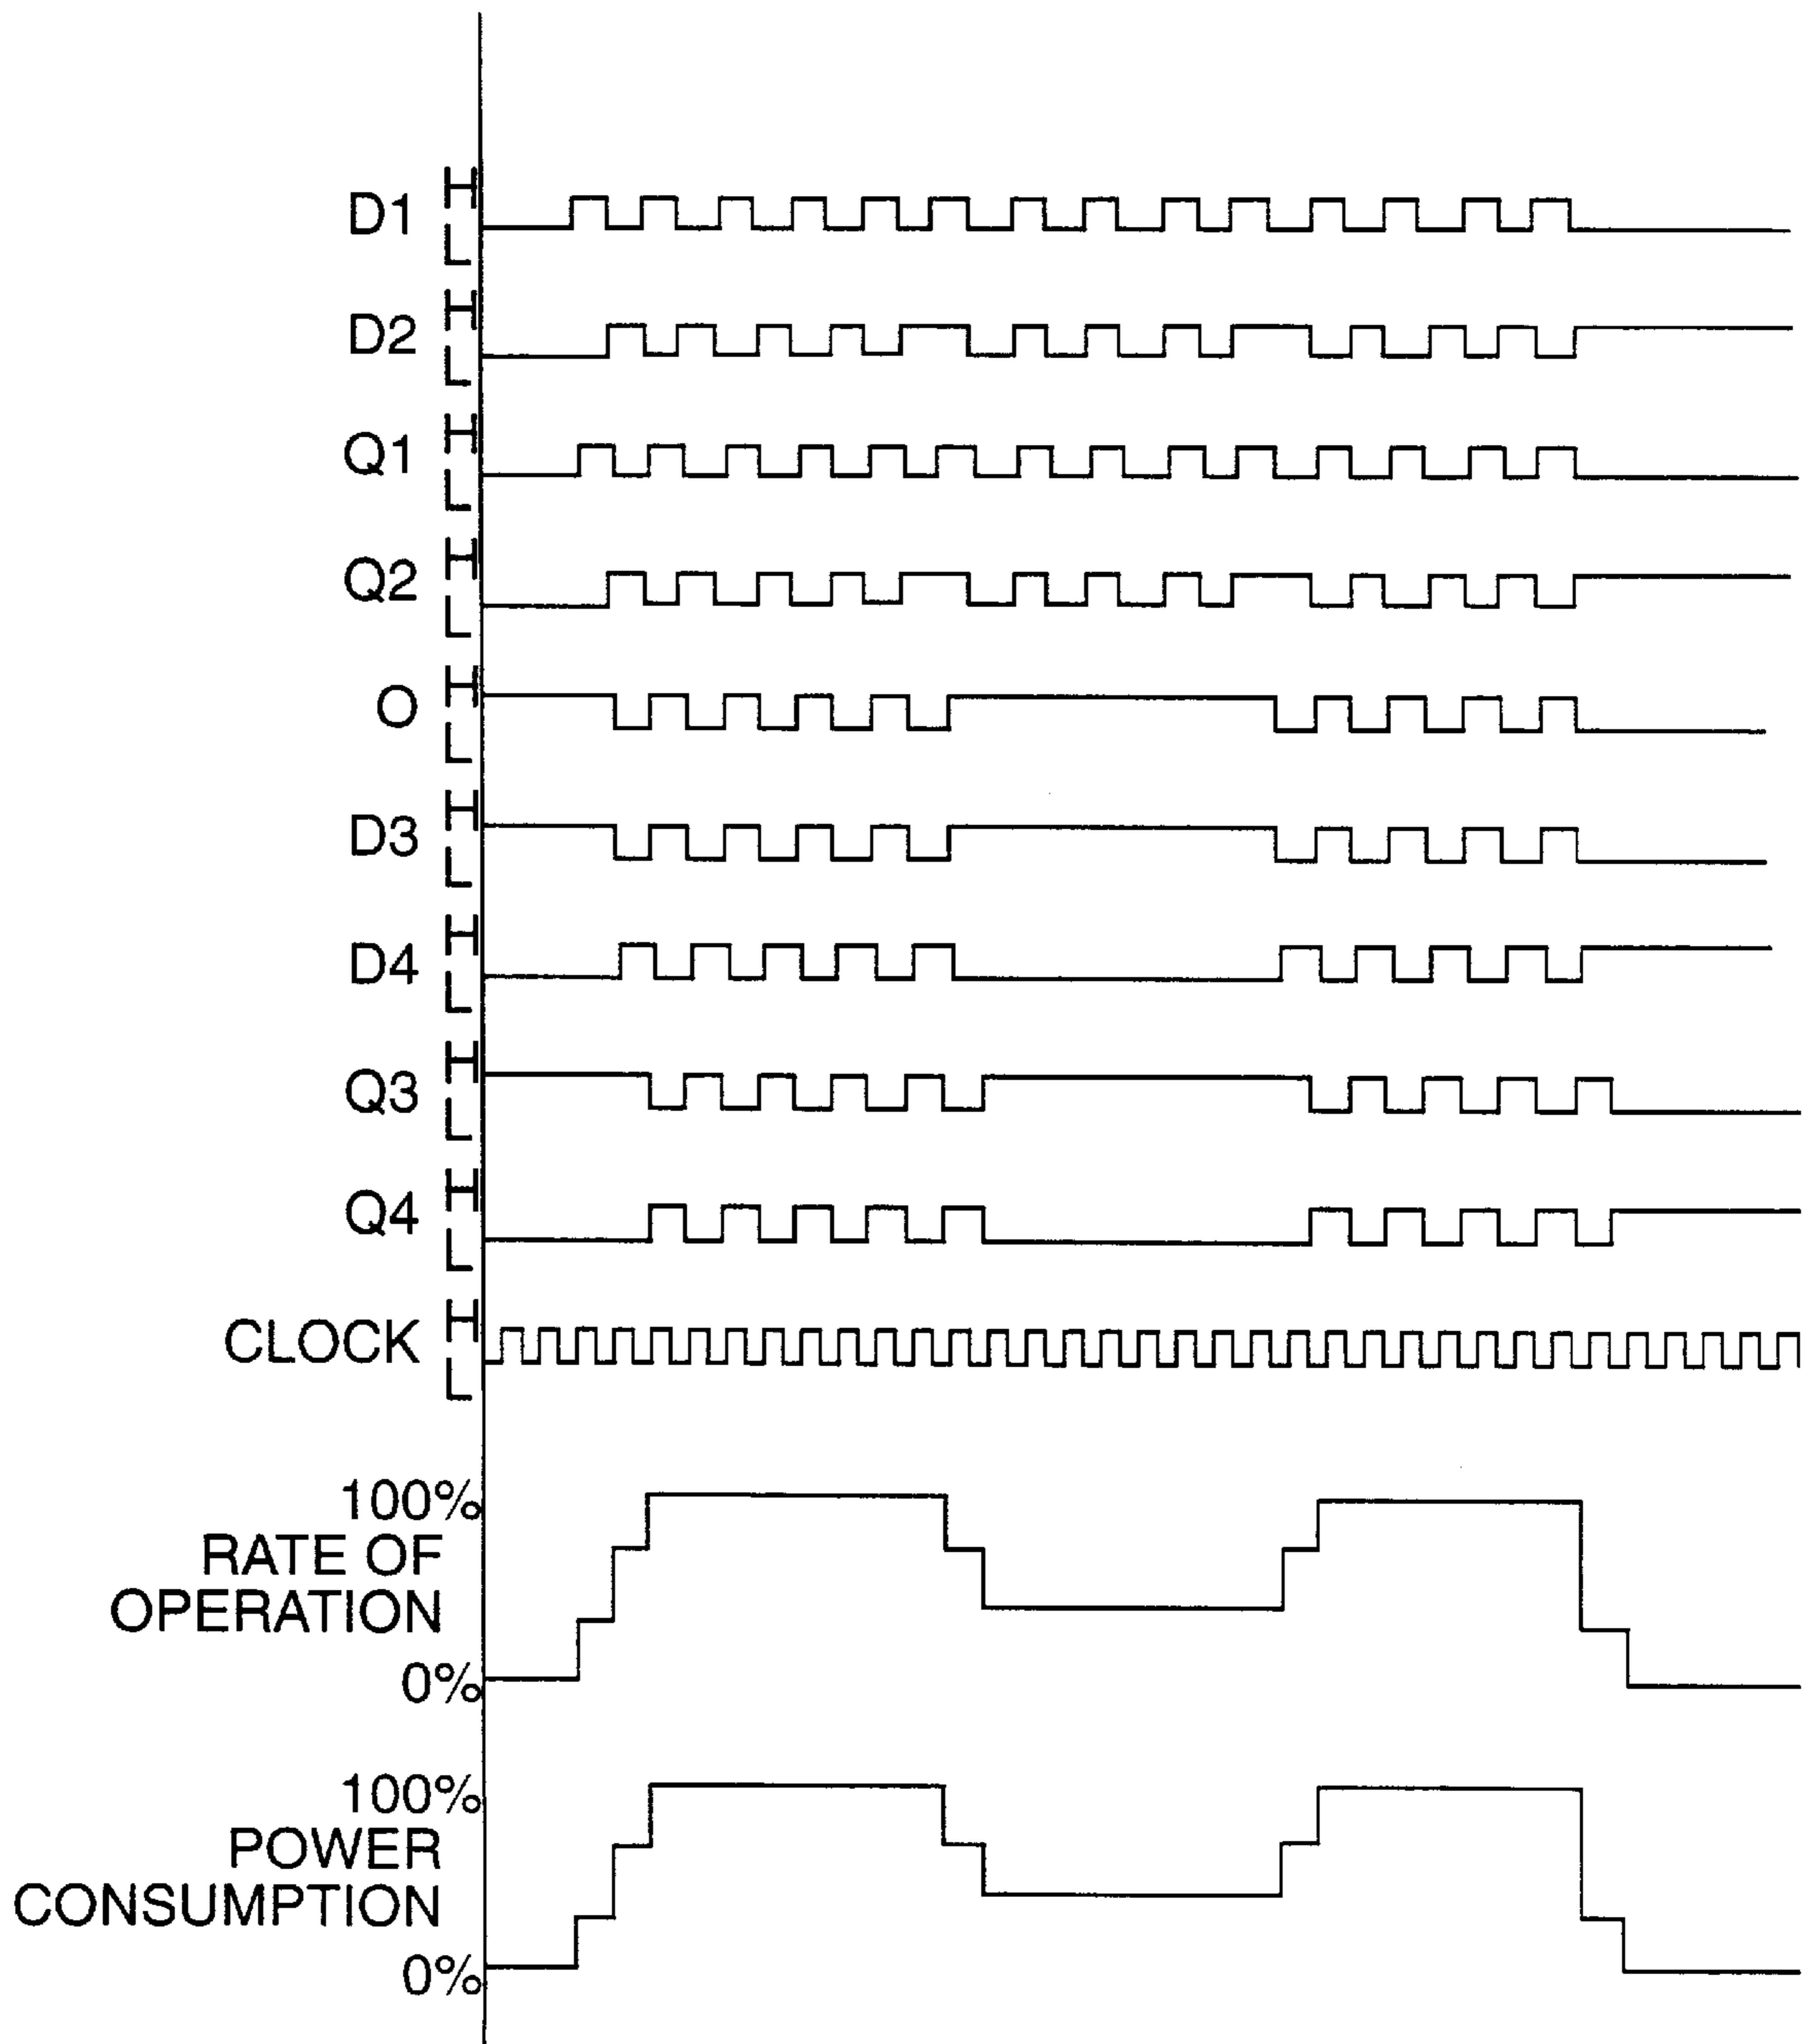 H
D1
L
H
D2
L
H
Q1
L
H
Q2
L
H
O
L
H
D3
L
H
D4
L
H
Q3
L
H
Q4
L
H
CLOCK
L
100%
RATE OF
OPERATION
0%
100%
POWER
CONSUMPTION
0%